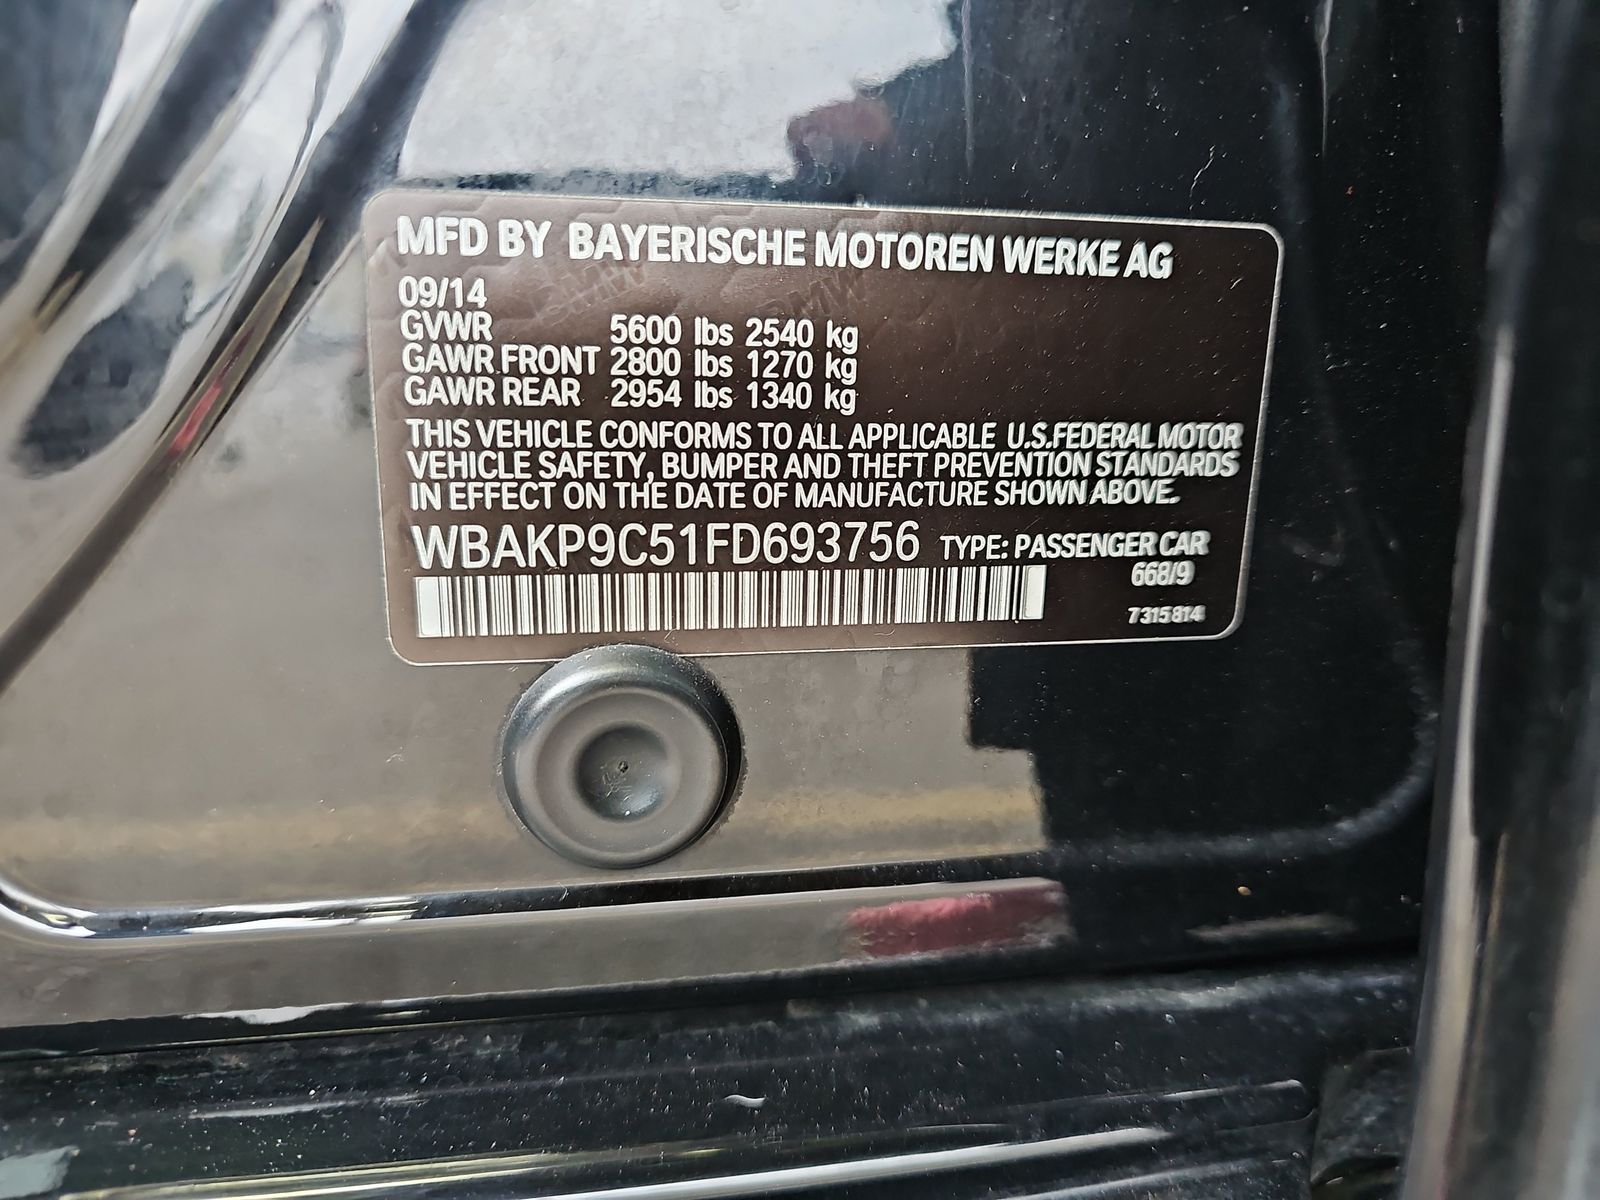 MFD BY BAYERISCHE MOTOREN WERKE AG
09/14
GVWR 5600 lbs 2540 kg
GAWR FRONT 2800 lbs 1270 kg
GAWR REAR 2954 lbs 1340 kg
THIS VEHICLE CONFORMS TO ALL APPLICABLE U.S.FEDERAL MOTOR
VEHICLE SAFETY, BUMPER AND THEFT PREVENTION STANDARDS
IN EFFECT ON THE DATE OF MANUFACTURE SHOWN ABOVE.
WBAKP9C51FD693756 TYPE: PASSENGER CAR
668/9
7315814